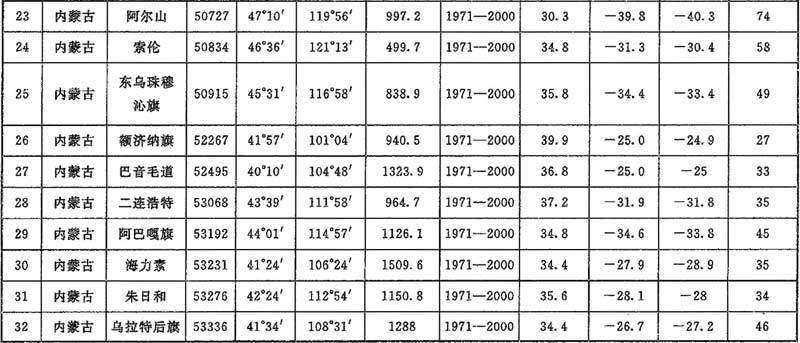 23 内蒙古 阿尔山 50727 47°10′ 119°56′ 997.2 1971—2000 30.3 －39.8 －40.3 74
24 内蒙古 索伦 50834 46°36′ 121°13′ 499.7 1971—2000 34.8 －31.3 －30.4 58
25 内蒙古 东乌珠穆沁旗 50915 45°31′ 116°58′ 838.9 1971—2000 35.8 －34.4 －33.4 49
26 内蒙古 额济纳旗 52267 41°57′ 101°04′ 940.5 1971—2000 39.9 －25.0 －24.9 27
27 内蒙古 巴音毛道 52495 40°10′ 104°48′ 1323.9 1971—2000 36.8 －25.0 －25 33
28 内蒙古 二连浩特 53068 43°39′ 111°58′ 964.7 1971—2000 37.2 －31.9 －31.8 35
29 内蒙古 阿巴嘎旗 53192 44°01′ 114°57′ 1126.1 1971—2000 34.8 －34.6 －33.8 45
30 内蒙古 海力素 53231 41°24′ 106°24′ 1509.6 1971—2000 34.4 －27.9 －28.9 35
31 内蒙古 朱日和 53276 42°24′ 112°54′ 1150.8 1971—2000 35.6 －28.1 －28 34
32 内蒙古 乌拉特后旗 53336 41°34′ 108°31′ 1288 1971—2000 34.4 －26.7 －27.2 46